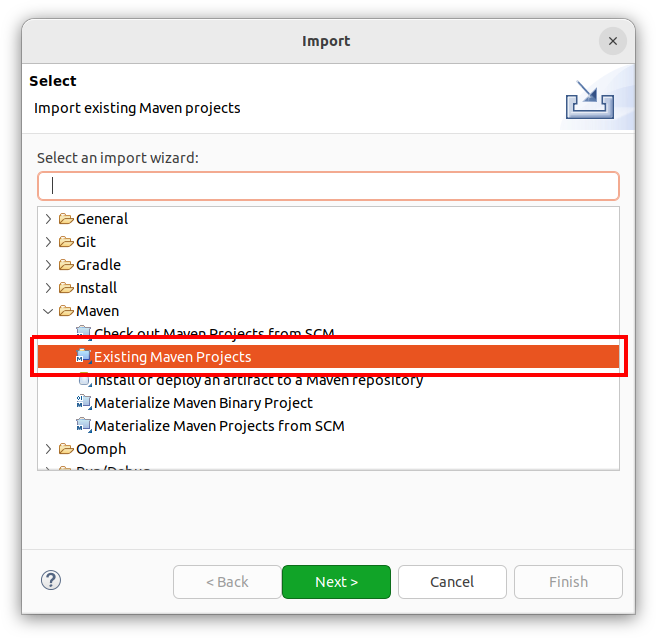 Import
Select
Import existing Maven projects
Select an import wizard:
General
Git
Gradle
Install
Maven
Check out Maven Projects from SCM
Existing Maven Projects
Install or deploy an artifact to a Maven repository
Materialize Maven Binary Project
Materialize Maven Projects from SCM
Oomph
Run/Debug
< Back
Next >
Cancel
Finish